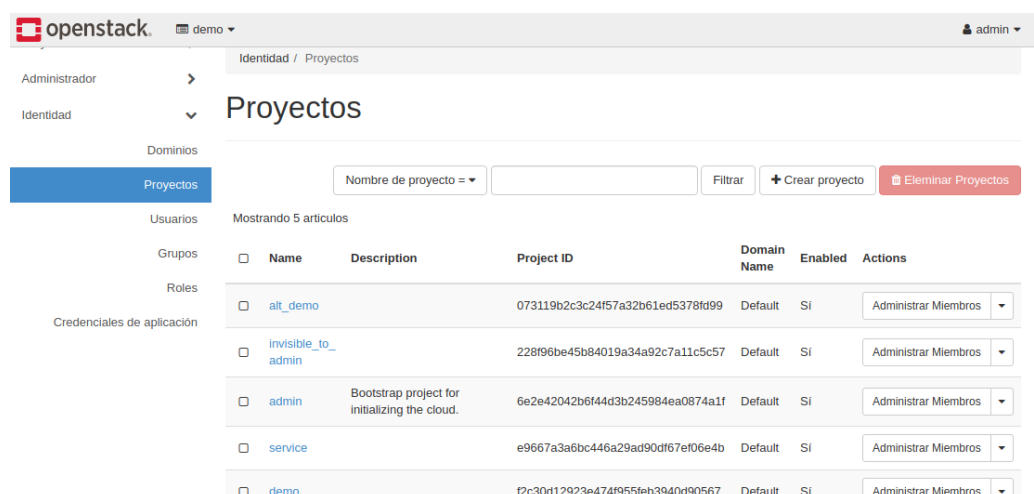 openstack. demo admin
Identidad / Proyectos
Administrador
Identidad
Dominios
Proyectos
Usuarios
Grupos
Roles
Credenciales de aplicación
Proyectos
Nombre de proyecto = Filtrar Crear proyecto Eleminar Proyectos
Mostrando 5 articulos
Name Description Project ID Domain Name Enabled Actions
alt_demo 073119b2c3c24f57a32b61ed5378fd99 Default Sí Administrar Miembros
invisible_to_
admin 228f96be45b84019a34a92c7a11c5c57 Default Sí Administrar Miembros
admin Bootstrap project for
initializing the cloud. 6e2e42042b6f44d3b245984ea0874a1f Default Sí Administrar Miembros
service e9667a3a6bc446a29ad90df67ef06e4b Default Sí Administrar Miembros
demo f2c30d12923e474f955feb3940d90567 Default Sí Administrar Miembros